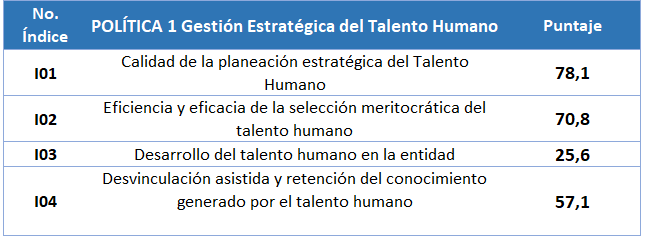 No.
Índice
POLÍTICA 1 Gestión Estratégica del Talento Humano
Puntaje
I01
Calidad de la planeación estratégica del Talento
Humano
78,1
I02
Eficiencia y eficacia de la selección meritocrática del
talento humano
70,8
I03
Desarrollo del talento humano en la entidad
25,6
I04
Desvinculación asistida y retención del conocimiento
generado por el talento humano
57,1